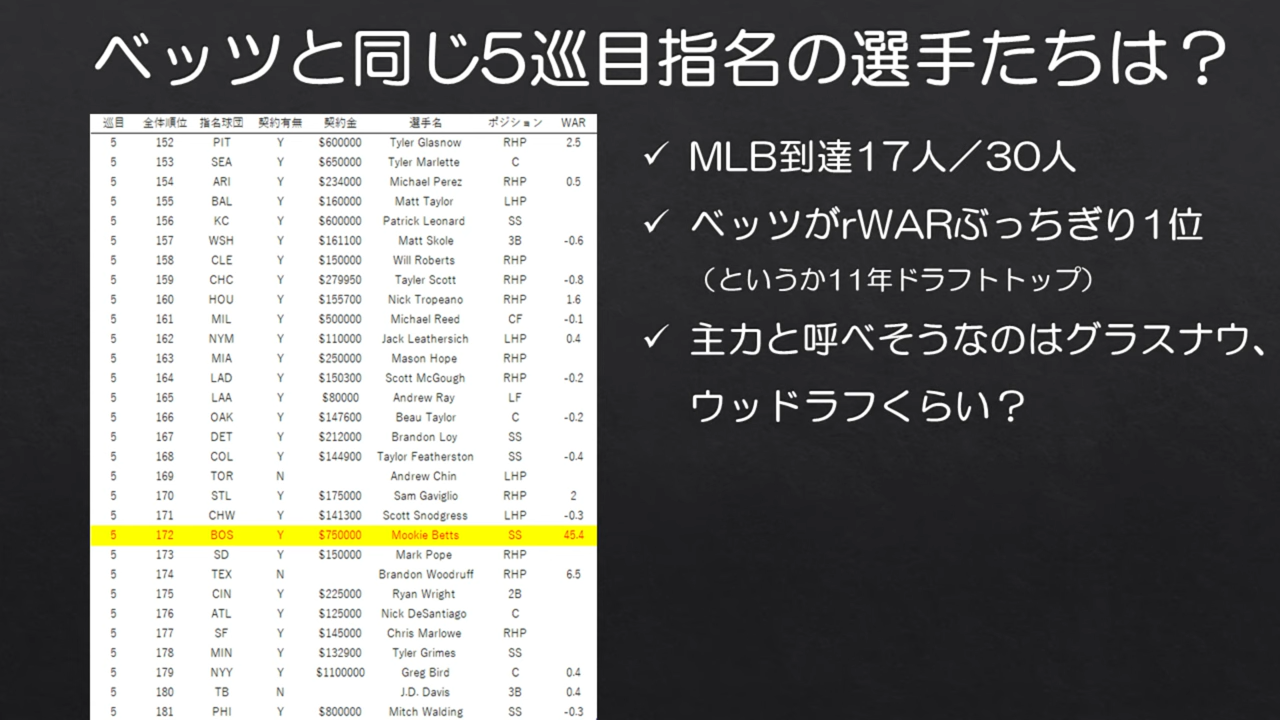 ベッツと同じ5巡目指名の選手たちは？
巡目 全体順位 指名球団 契約有無 契約金 選手名 ポジション WAR
5 152 PIT Y $600000 Tyler Glasnow RHP 2.5
5 153 SEA Y $650000 Tyler Marlette C
5 154 ARI Y $234000 Michael Perez RHP 0.5
5 155 BAL Y $160000 Matt Taylor LHP
5 156 KC Y $600000 Patrick Leonard SS
5 157 WSH Y $161100 Matt Skole 3B -0.6
5 158 CLE Y $150000 Will Roberts RHP
5 159 CHC Y $279950 Tayler Scott RHP -0.8
5 160 HOU Y $155700 Nick Tropeano RHP 1.6
5 161 MIL Y $500000 Michael Reed CF -0.1
5 162 NYM Y $110000 Jack Leathersich LHP 0.4
5 163 MIA Y $250000 Mason Hope RHP
5 164 LAD Y $150300 Scott McGough RHP -0.2
5 165 LAA Y $80000 Andrew Ray LF
5 166 OAK Y $147600 Beau Taylor C -0.2
5 167 DET Y $212000 Brandon Loy SS
5 168 COL Y $144900 Taylor Featherston SS -0.4
5 169 TOR N Andrew Chin LHP
5 170 STL Y $175000 Sam Gaviglio RHP 2
5 171 CHW Y $141300 Scott Snodgress LHP -0.3
5 172 BOS Y $750000 Mookie Betts SS 45.4
5 173 SD Y $150000 Mark Pope RHP
5 174 TEX N Brandon Woodruff RHP 6.5
5 175 CIN Y $225000 Ryan Wright 2B
5 176 ATL Y $125000 Nick DeSantiago C
5 177 SF Y $145000 Chris Marlowe RHP
5 178 MIN Y $132900 Tyler Grimes SS
5 179 NYY Y $1100000 Greg Bird C 0.4
5 180 TB N J.D. Davis 3B 0.4
5 181 PHI Y $800000 Mitch Walding SS -0.3
✓ MLB到達17人／30人
✓ ベッツがrWARぶっちぎり1位
（というか11年ドラフトトップ）
✓ 主力と呼べそうなのはグラスナウ、
ウッドラフくらい？